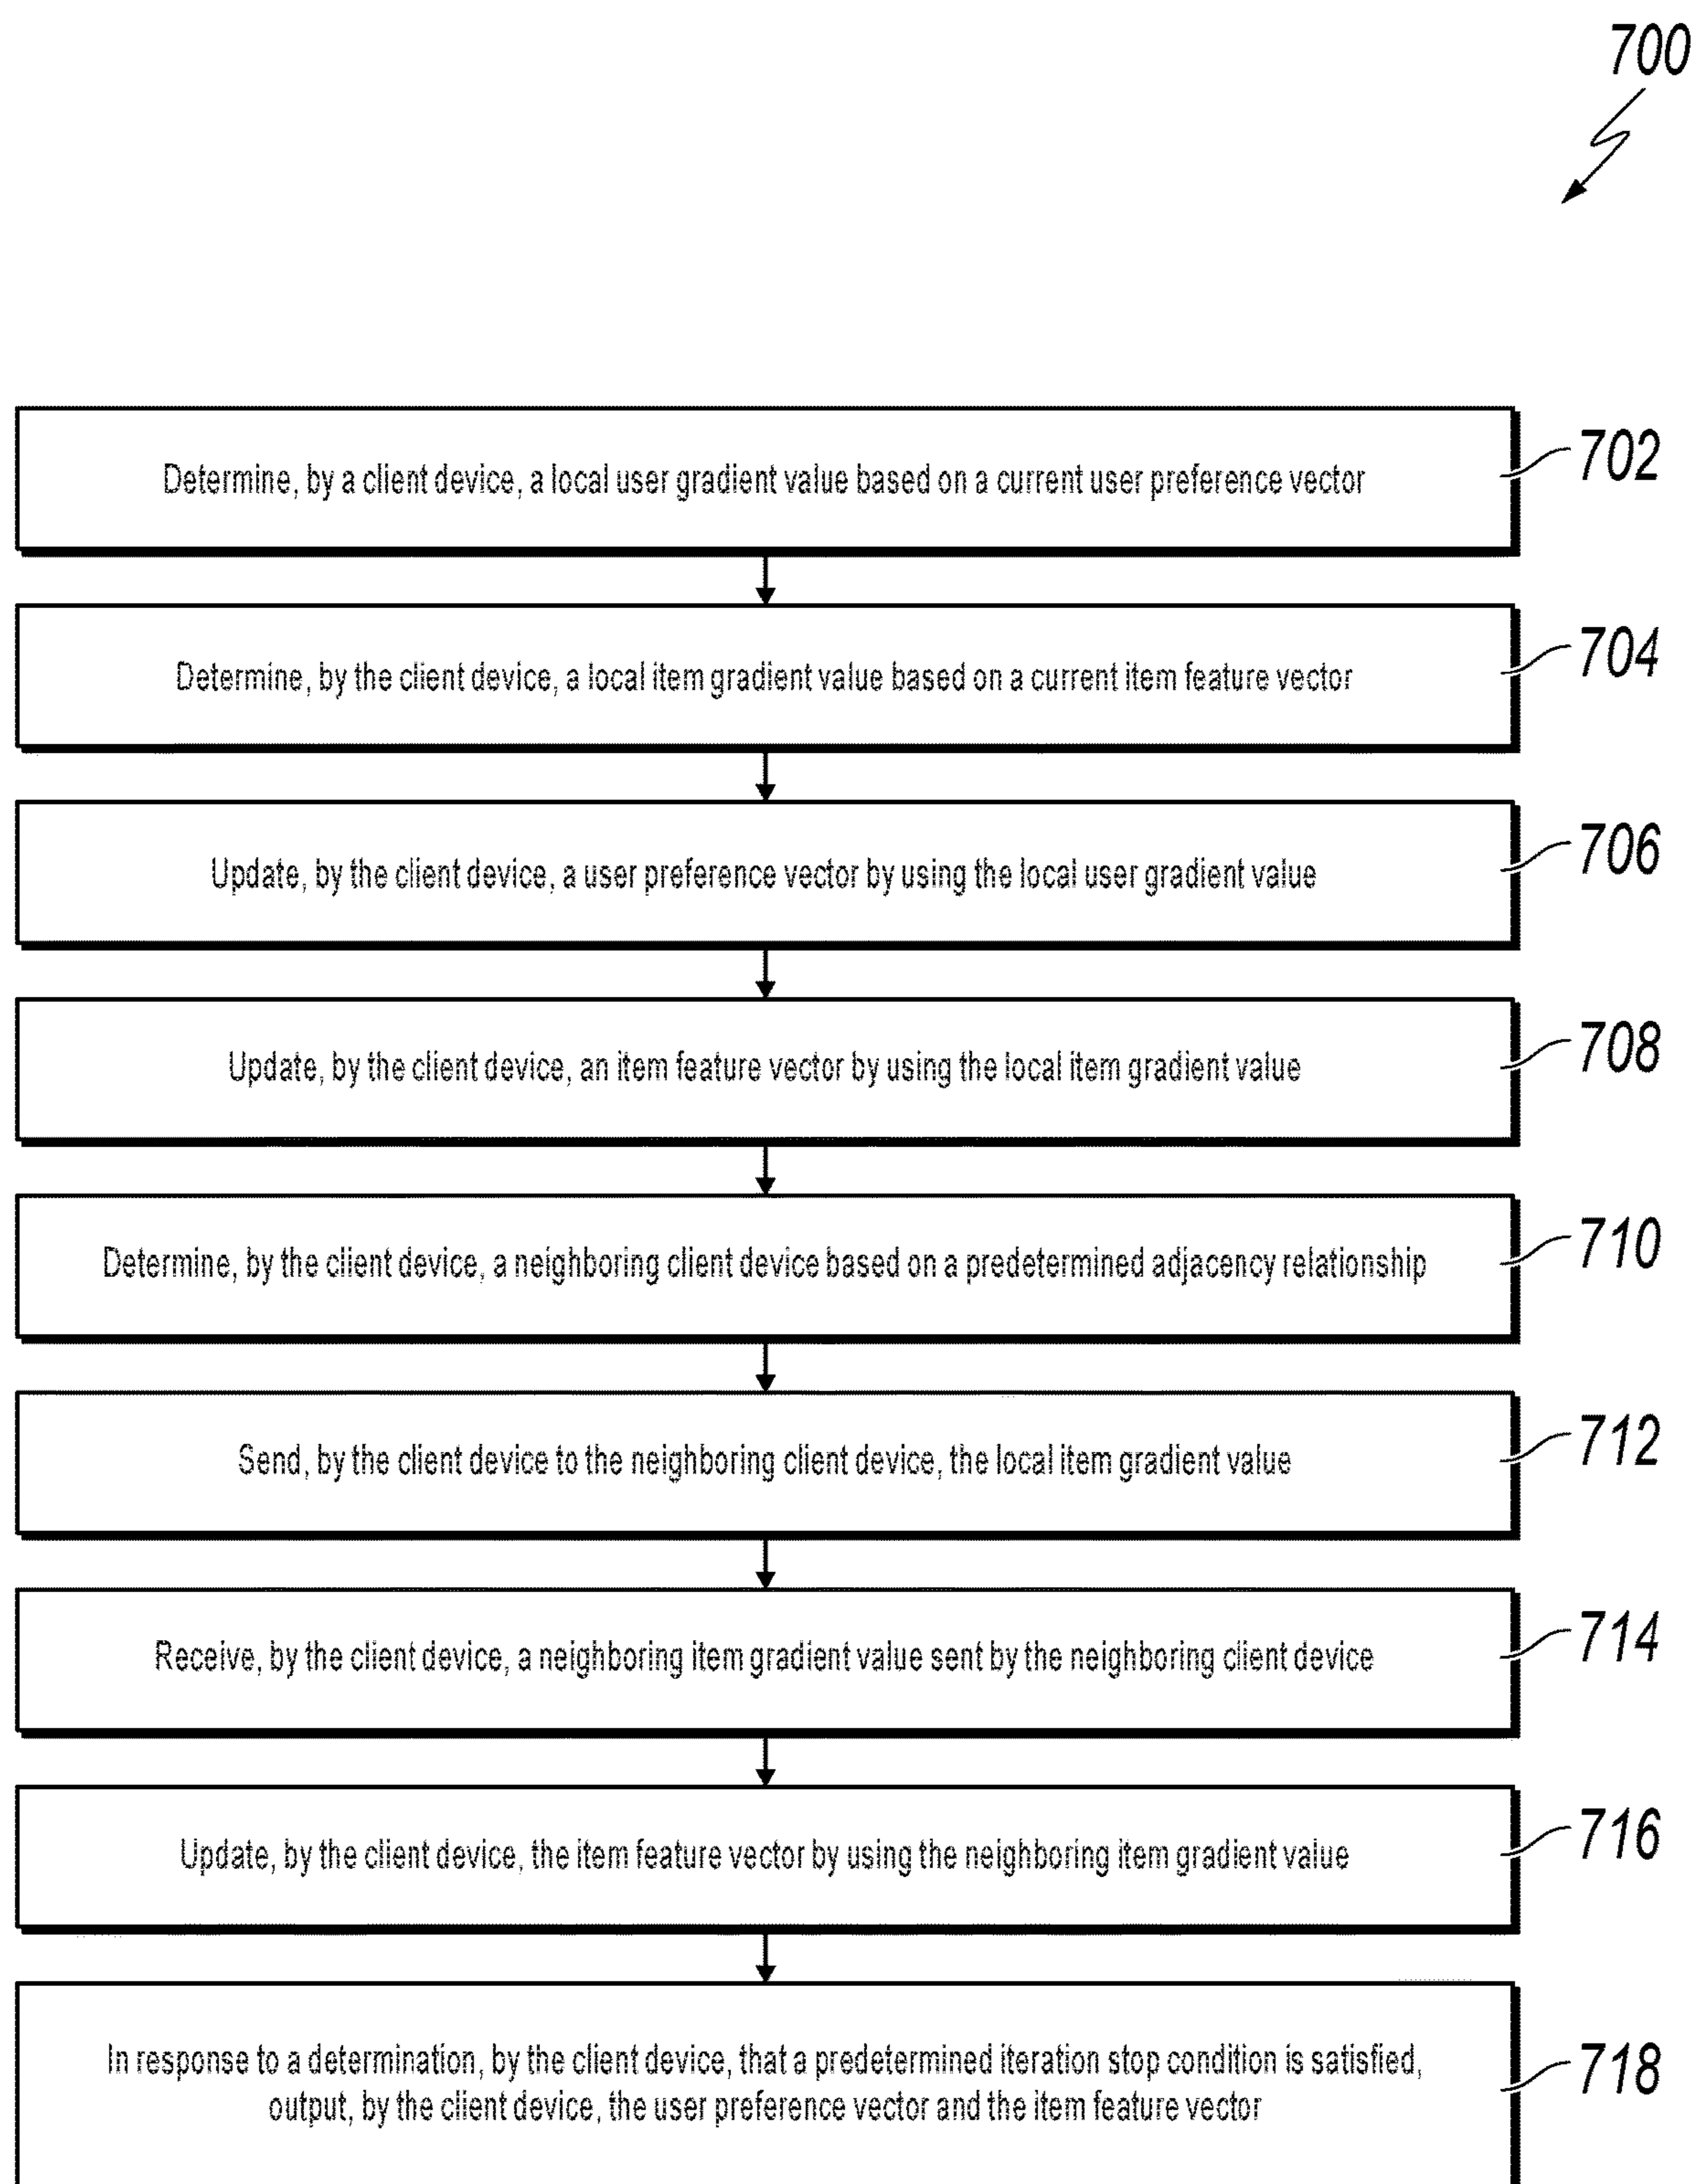 700
Determine, by a client device, a local user gradient value based on a current user preference vector
702
Determine, by the client device, a local item gradient value based on a current item feature vector
704
Update, by the client device, a user preference vector by using the local user gradient value
706
Update, by the client device, an item feature vector by using the local item gradient value
708
Determine, by the client device, a neighboring client device based on a predetermined adjacency relationship
710
Send, by the client device to the neighboring client device, the local item gradient value
712
Receive, by the client device, a neighboring item gradient value sent by the neighboring client device
714
Update, by the client device, the item feature vector by using the neighboring item gradient value
716
In response to a determination, by the client device, that a predetermined iteration stop condition is satisfied,
output, by the client device, the user preference vector and the item feature vector
718